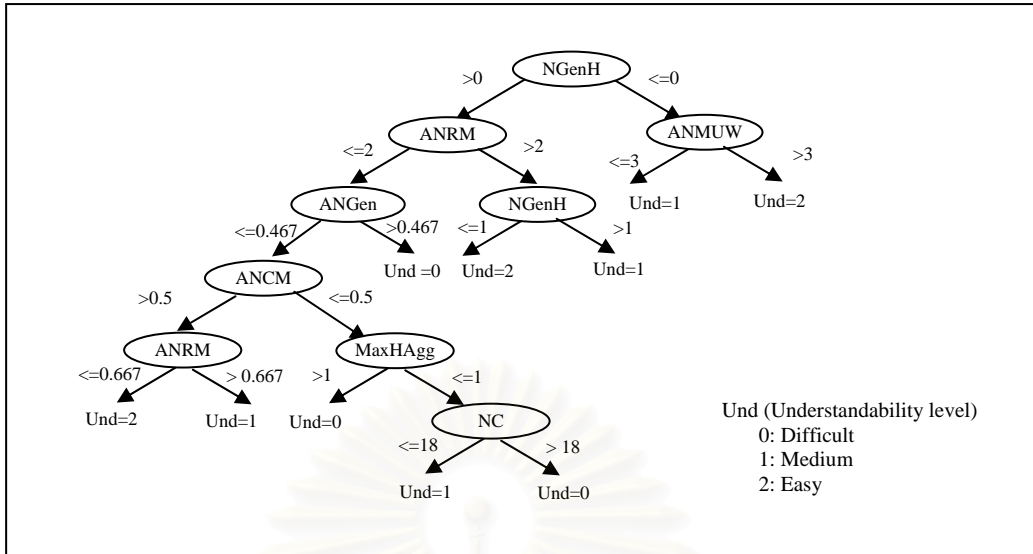 NGenH
>0
<=0
ANRM
ANMUW
<=2
>2
<=3
>3
ANGen
NGenH
Und=1
Und=2
<=0.467
>0.467
<=1
>1
Und =0
Und=2
Und=1
ANCM
>0.5
<=0.5
ANRM
MaxHAgg
<=0.667
> 0.667
>1
<=1
Und=2
Und=1
Und=0
NC
<=18
> 18
Und=1
Und=0
Und (Understandability level)
0: Difficult
1: Medium
2: Easy